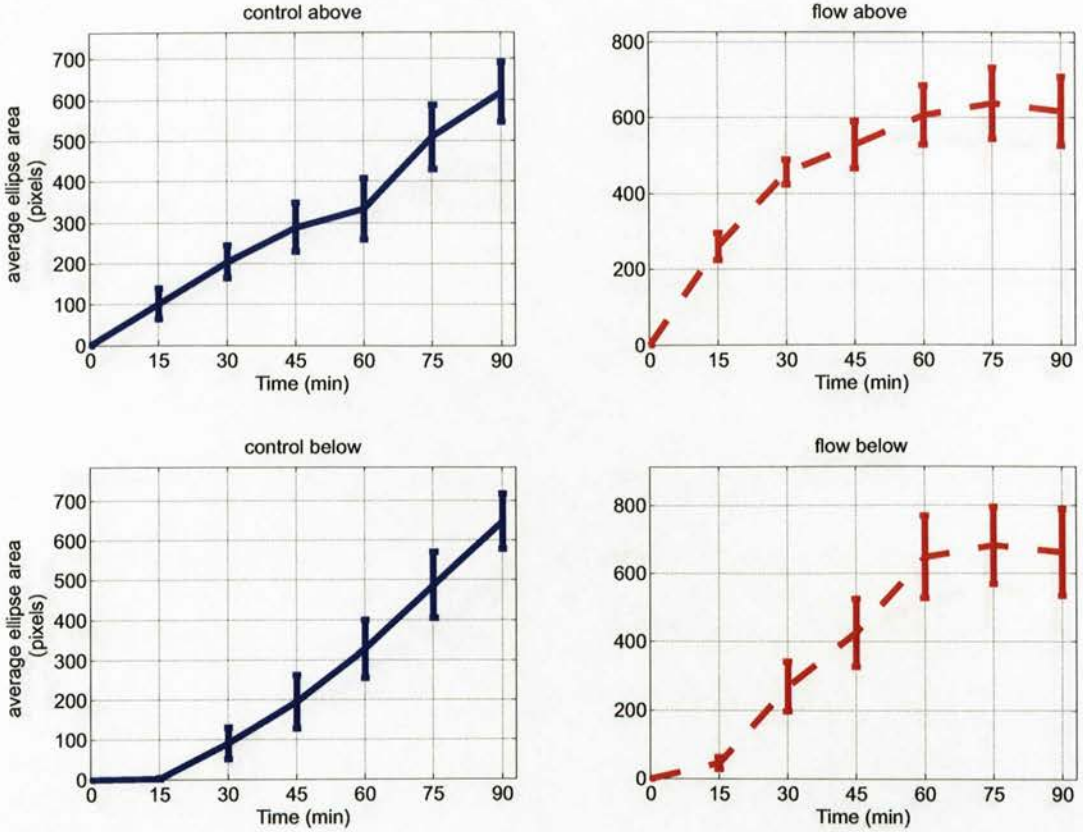 control above
average ellipse area
(pixels)
700
600
500
400
300
200
100
0
0 15 30 45 60 75 90
Time (min)
flow above
800
600
400
200
0
0 15 30 45 60 75 90
Time (min)
control below
average ellipse area
(pixels)
700
600
500
400
300
200
100
0
0 15 30 45 60 75 90
Time (min)
flow below
800
600
400
200
0
0 15 30 45 60 75 90
Time (min)